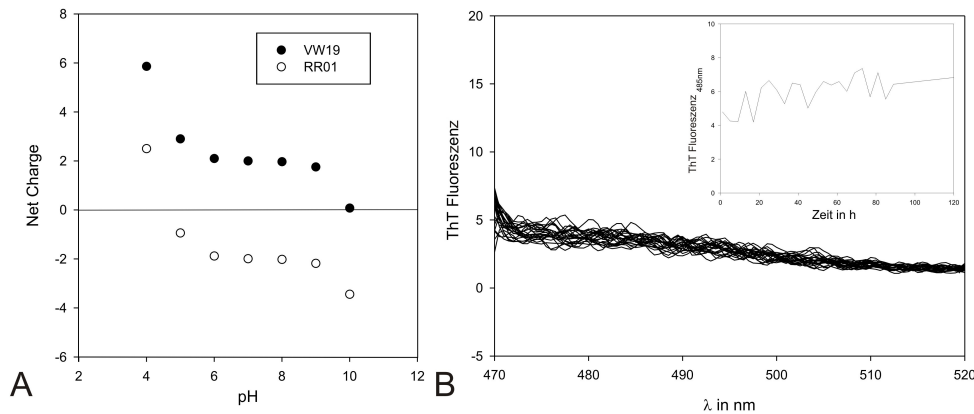 8
6
4
2
0
-2
-4
-6
Net Charge
2 4 6 8 10 12
pH
VW19
RR01
A
20
15
10
5
0
-5
ThT Fluoreszenz
470 480 490 500 510 520
λ in nm
10
8
6
4
2
0
ThT Fluoreszenz 485nm
0 20 40 60 80 100 120
Zeit in h
B